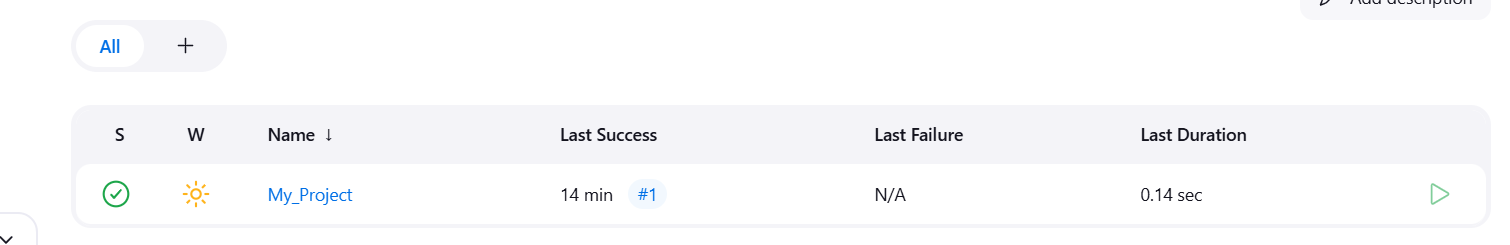 Add description
All +
S W Name ↓ Last Success Last Failure Last Duration
My_Project 14 min #1 N/A 0.14 sec